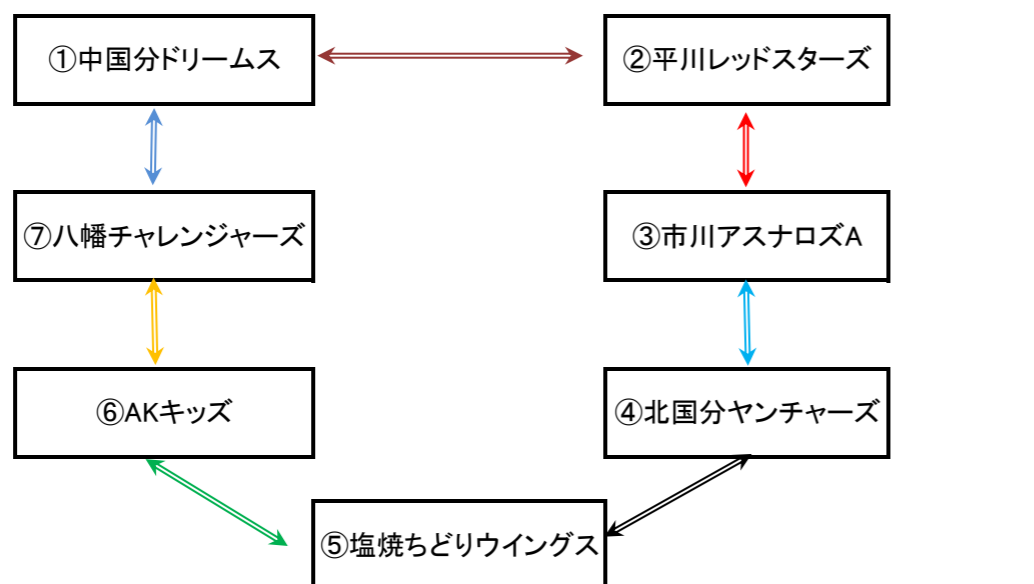 ①中国分ドリームス
②平川レッドスターズ
⑦八幡チャレンジャーズ
③市川アスナロズA
⑥AKキッズ
④北国分ヤンチャーズ
⑤塩焼ちどりウイングス